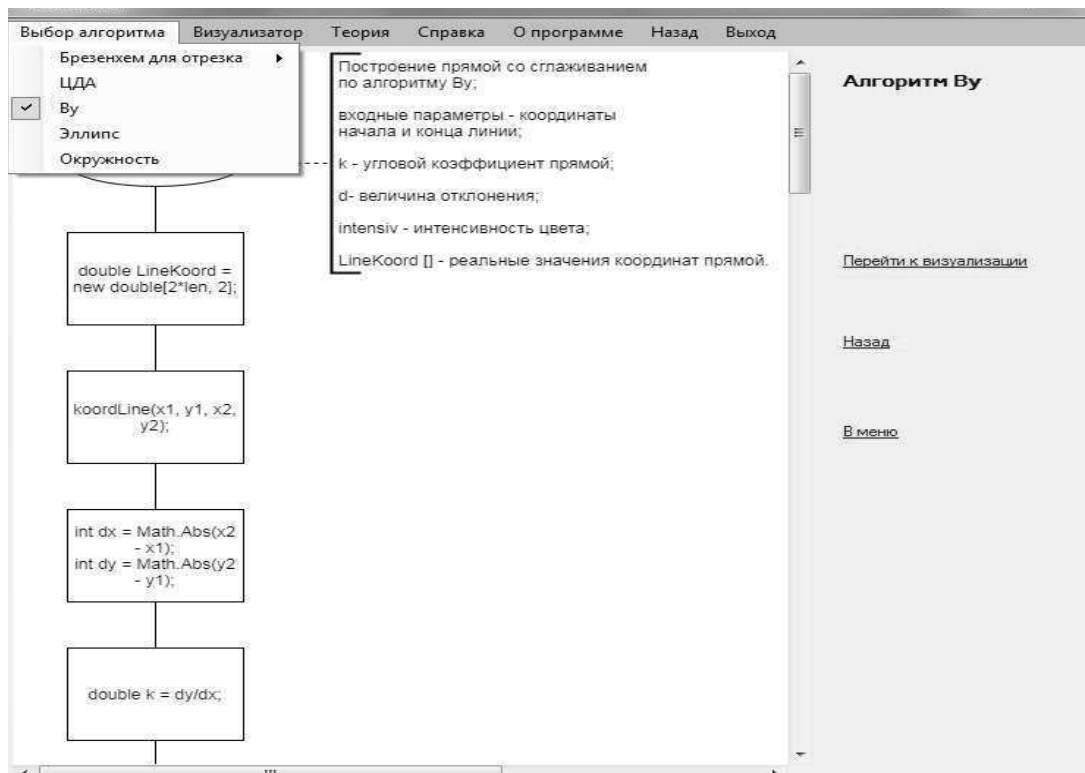 Выбор алгоритма Визуализатор Теория Справка О программе Назад Выход
Брезенхем для отрезка
ЦДА
Ву
Эллипс
Окружность
Построение прямой со сглаживанием
по алгоритму Ву;
входные параметры - координаты
начала и конца линии;
k - угловой коэффициент прямой;
d- величина отклонения;
intensiv - интенсивность цвета;
LineKoord [] - реальные значения координат прямой.
double LineKoord =
new double[2*len, 2];
koordLine(x1, y1, x2,
y2);
int dx = Math.Abs(x2
- x1);
int dy = Math.Abs(y2
- y1);
double k = dy/dx;
Алгоритм Ву
Перейти к визуализации
Назад
В меню